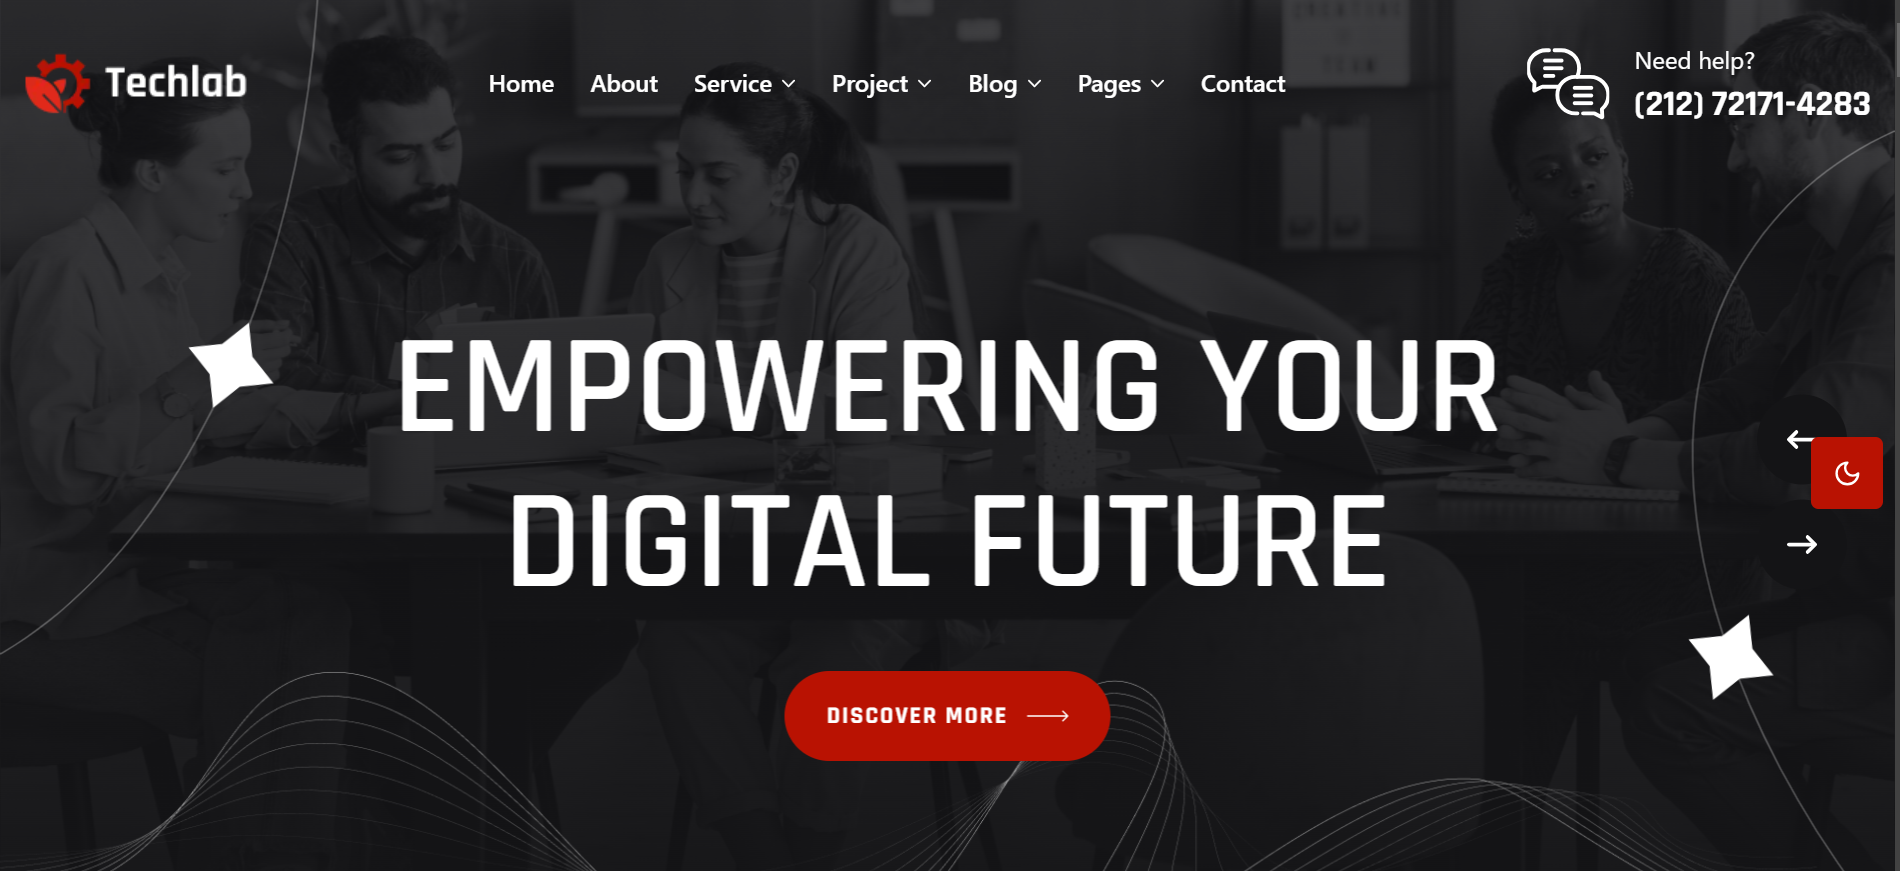 Techlab
Home About Service Project Blog Pages Contact
Need help?
(212) 72171-4283
EMPOWERING YOUR
DIGITAL FUTURE
DISCOVER MORE